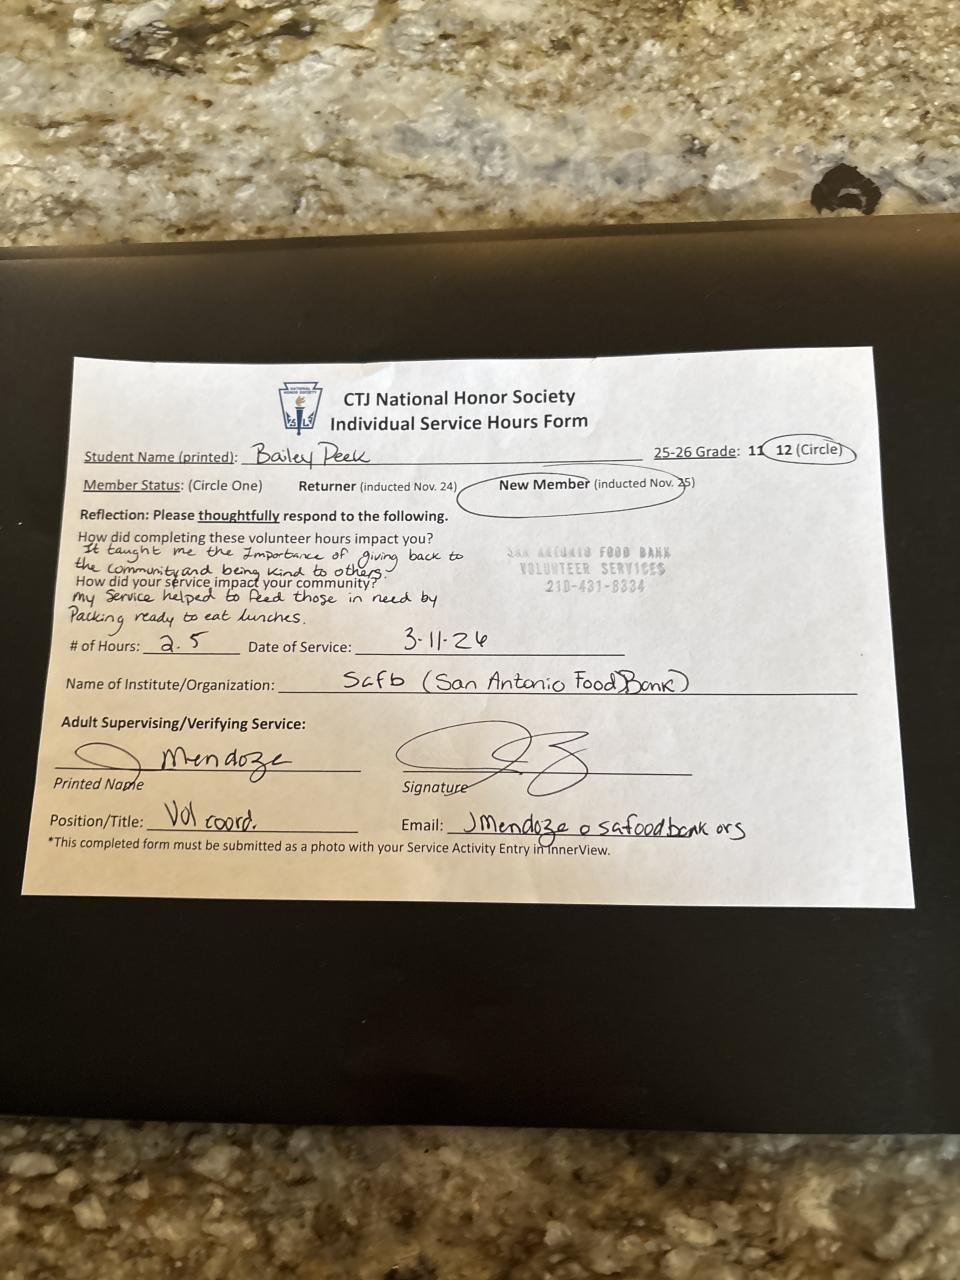 NATIONAL
HONOR SOCIETY
CTJ National Honor Society
Individual Service Hours Form
Student Name (printed): Bailey Peek 25-26 Grade: 11 12 (Circle)
Member Status: (Circle One) Returner (inducted Nov. 24) New Member (inducted Nov. 25)
Reflection: Please thoughtfully respond to the following.
How did completing these volunteer hours impact you?
It taught me the Importance of giving back to
the community and being kind to others.
How did your service impact your community?
my Service helped to feed those in need by
Packing ready to eat lunches.
SAN ANTONIO FOOD BANK
VOLUNTEER SERVICES
210-431-8334
# of Hours: 2.5 Date of Service: 3-11-26
Name of Institute/Organization: Safb (San Antonio Food Bank)
Adult Supervising/Verifying Service:
J Mendoza
Printed Name Signature
Position/Title: Vol coord. Email: JMendoza @ safoodbank org
*This completed form must be submitted as a photo with your Service Activity Entry in InnerView.